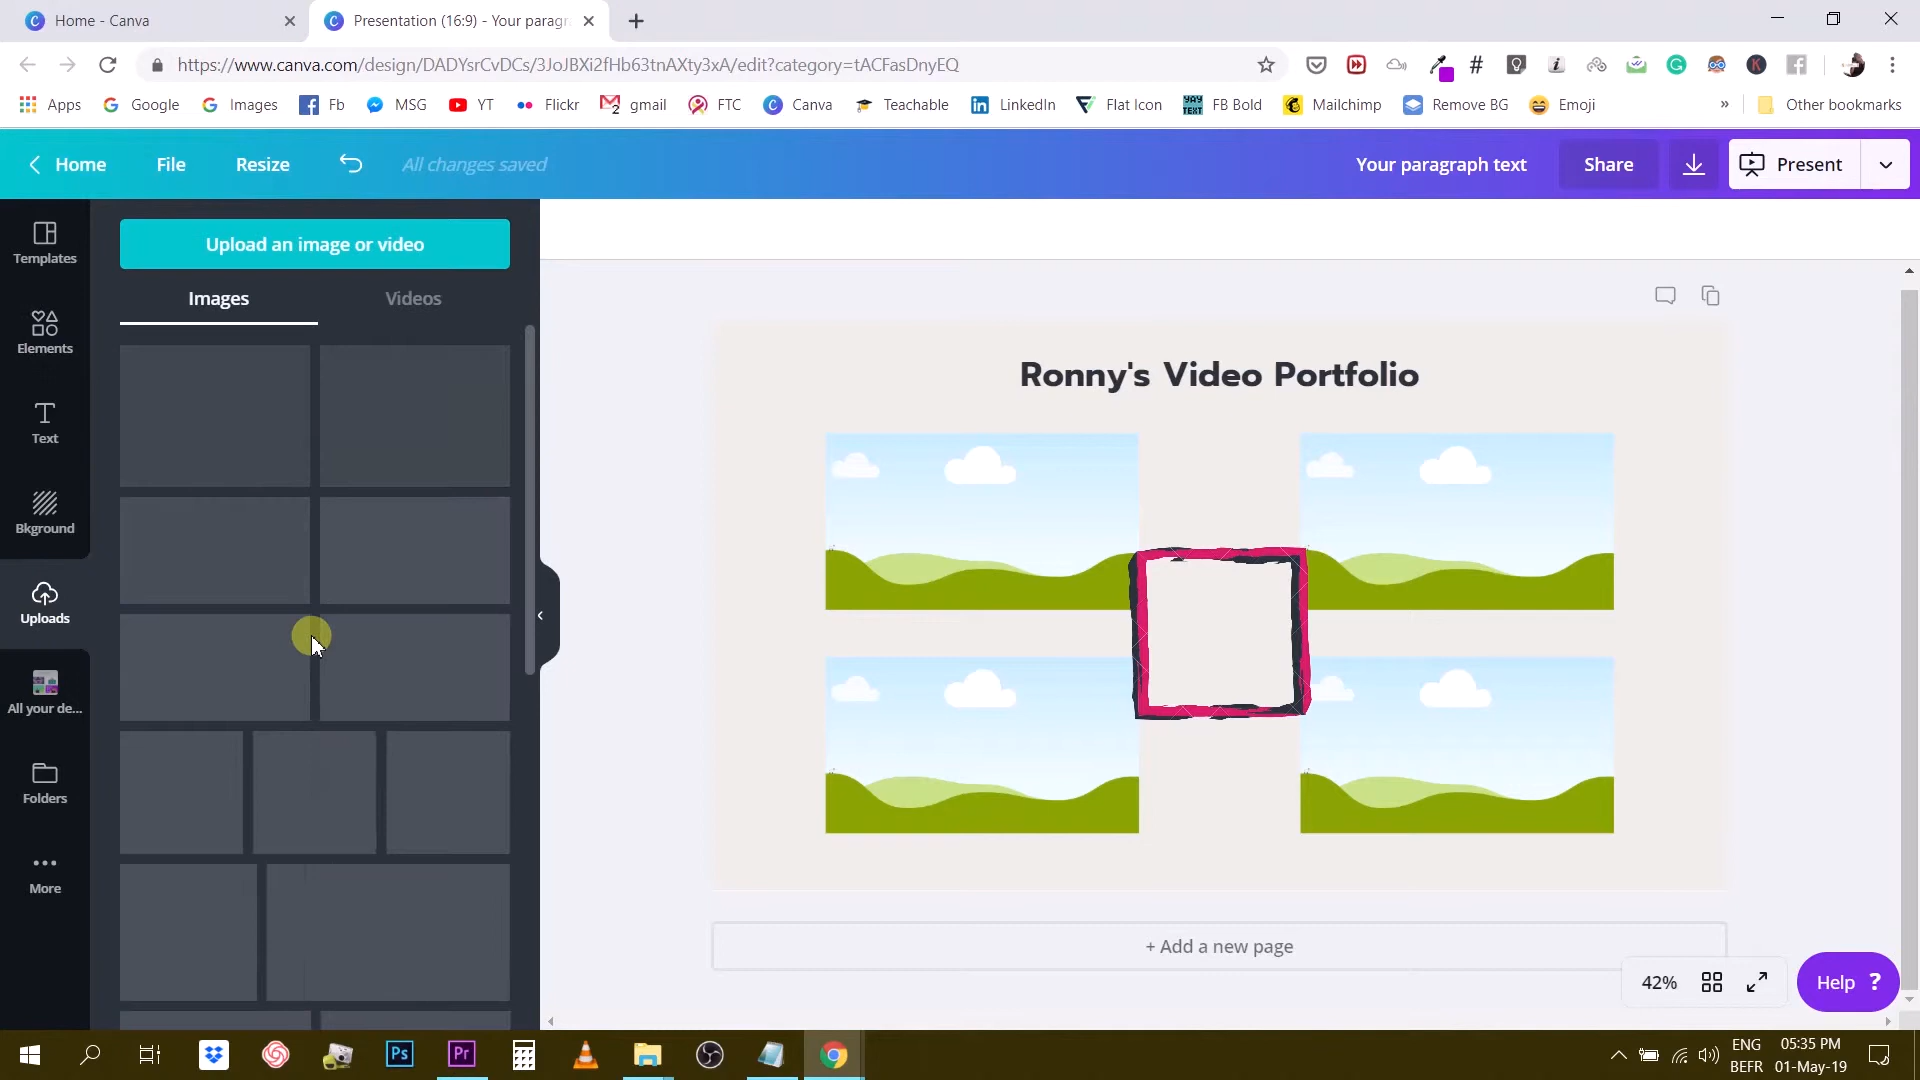 Home - Canva
Presentation (16:9) - Your paragr
https://www.canva.com/design/DADYsrCvDCs/3JoJBXi2fHb63tnAXty3xA/edit?category=tACFasDnyEQ
Apps Google Images Fb MSG YT Flickr gmail FTC Canva Teachable LinkedIn Flat Icon FB Bold Mailchimp Remove BG Emoji » Other bookmarks
Home File Resize All changes saved Your paragraph text Share Present
Templates
Elements
Text
Bkground
Uploads
All your de...
Folders
More
Upload an image or video
Images Videos
Ronny's Video Portfolio
+ Add a new page
42% Help ?
Ps Pr
ENG 05:35 PM
BEFR 01-May-19